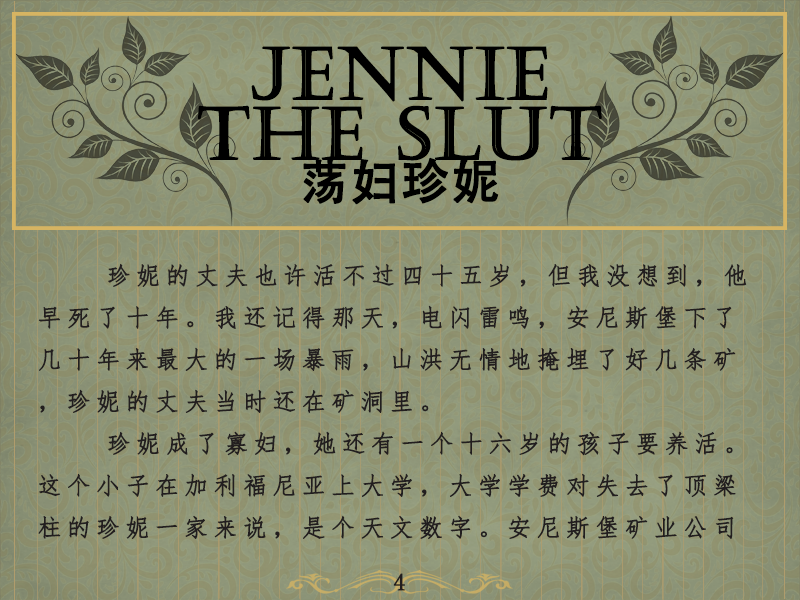 JENNIE
THE SLUT
荡妇珍妮
珍妮的丈夫也许活不过四十五岁，但我没想到，他
早死了十年。我还记得那天，电闪雷鸣，安尼斯堡下了
几十年来最大的一场暴雨，山洪无情地掩埋了好几条矿
，珍妮的丈夫当时还在矿洞里。
珍妮成了寡妇，她还有一个十六岁的孩子要养活。
这个小子在加利福尼亚上大学，大学学费对失去了顶梁
柱的珍妮一家来说，是个天文数字。安尼斯堡矿业公司
4